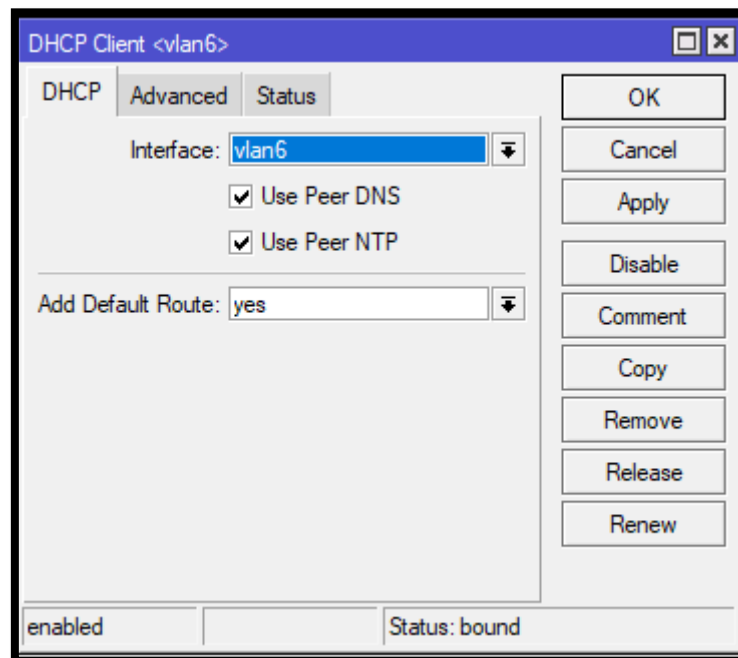 DHCP Client <vlan6>
DHCP Advanced Status
Interface: vlan6
Use Peer DNS
Use Peer NTP
Add Default Route: yes
OK
Cancel
Apply
Disable
Comment
Copy
Remove
Release
Renew
enabled Status: bound